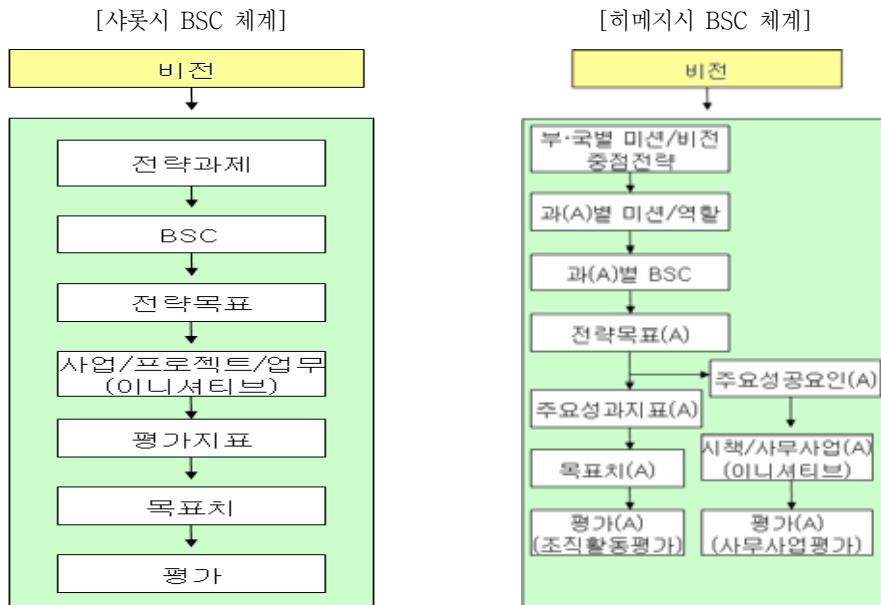 [샤롯시 BSC 체계]
비전
전략과제
BSC
전략목표
사업/프로젝트/업무
(이니셔티브)
평가지표
목표치
평가
[히메지시 BSC 체계]
비전
부·국별 미션/비전
중점전략
과(A)별 미션/역할
과(A)별 BSC
전략목표(A)
주요성공요인(A)
주요성과지표(A)
시책/사무사업(A)
(이니셔티브)
목표치(A)
평가(A)
(조직활동평가)
평가(A)
(사무사업평가)